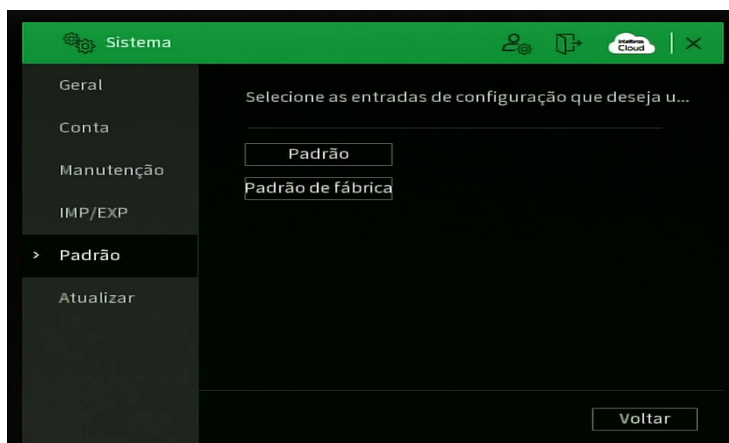 Sistema
intelbras
Cloud
Geral
Conta
Manutenção
IMP/EXP
> Padrão
Atualizar
Selecione as entradas de configuração que deseja u...
Padrão
Padrão de fábrica
Voltar